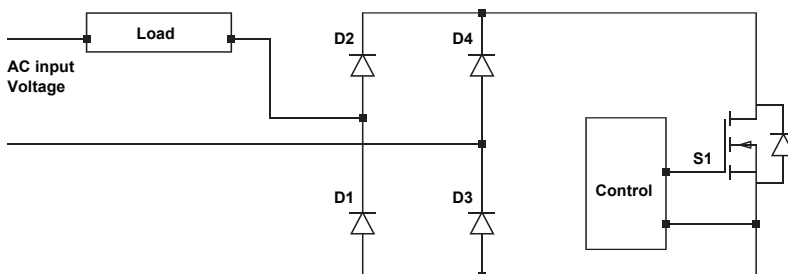 Load
D2
D4
AC input
Voltage
S1
Control
D1
D3